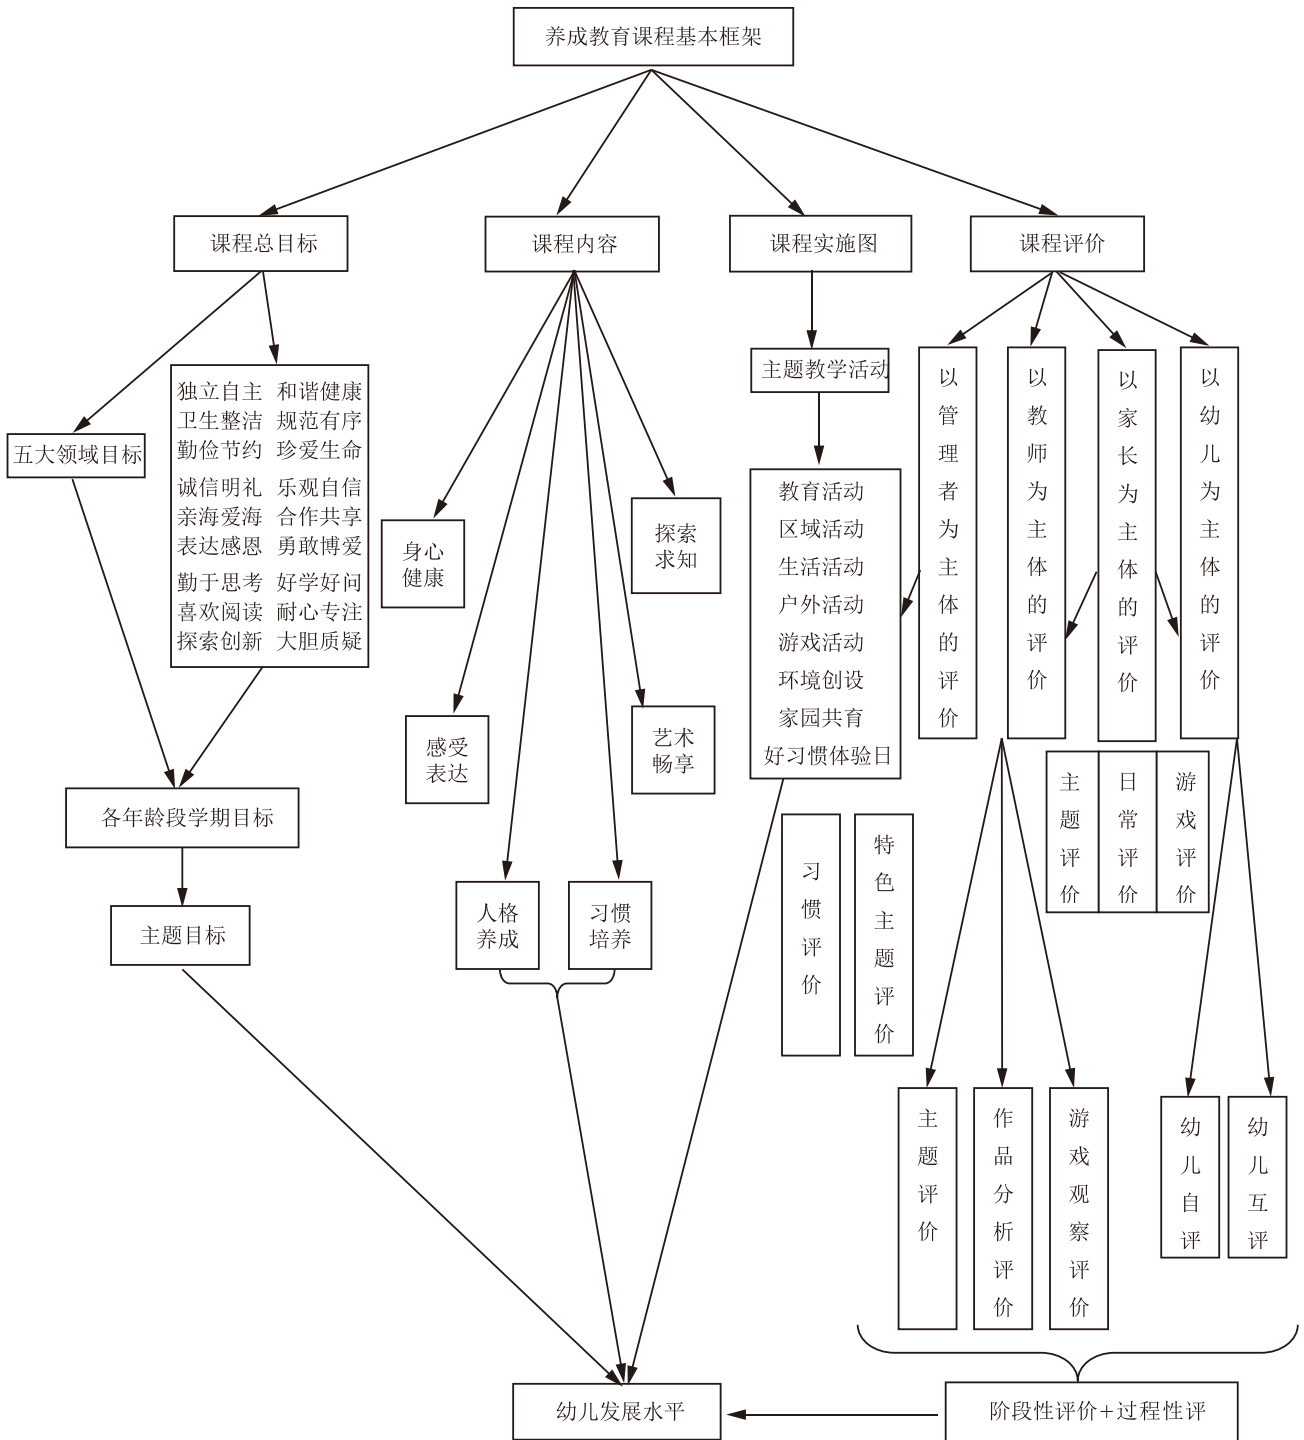 养成教育课程基本框架
课程总目标
课程内容
课程实施图
课程评价
五大领域目标
独立自主 和谐健康
卫生整洁 规范有序
勤俭节约 珍爱生命
诚信明礼 乐观自信
亲海爱海 合作共享
表达感恩 勇敢博爱
勤于思考 好学好问
喜欢阅读 耐心专注
探索创新 大胆质疑
各年龄段学期目标
主题目标
身心
健康
感受
表达
人格
养成
习惯
培养
艺术
畅享
探索
求知
主题教学活动
教育活动
区域活动
生活活动
户外活动
游戏活动
环境创设
家园共育
好习惯体验日
以管理者为主体的评价
以教师为主体的评价
以家长为主体的评价
以幼儿为主体的评价
习惯评价
特色主题评价
主题评价
日常评价
游戏评价
主题评价
作品分析评价
游戏观察评价
幼儿自评
幼儿互评
幼儿发展水平
阶段性评价+过程性评